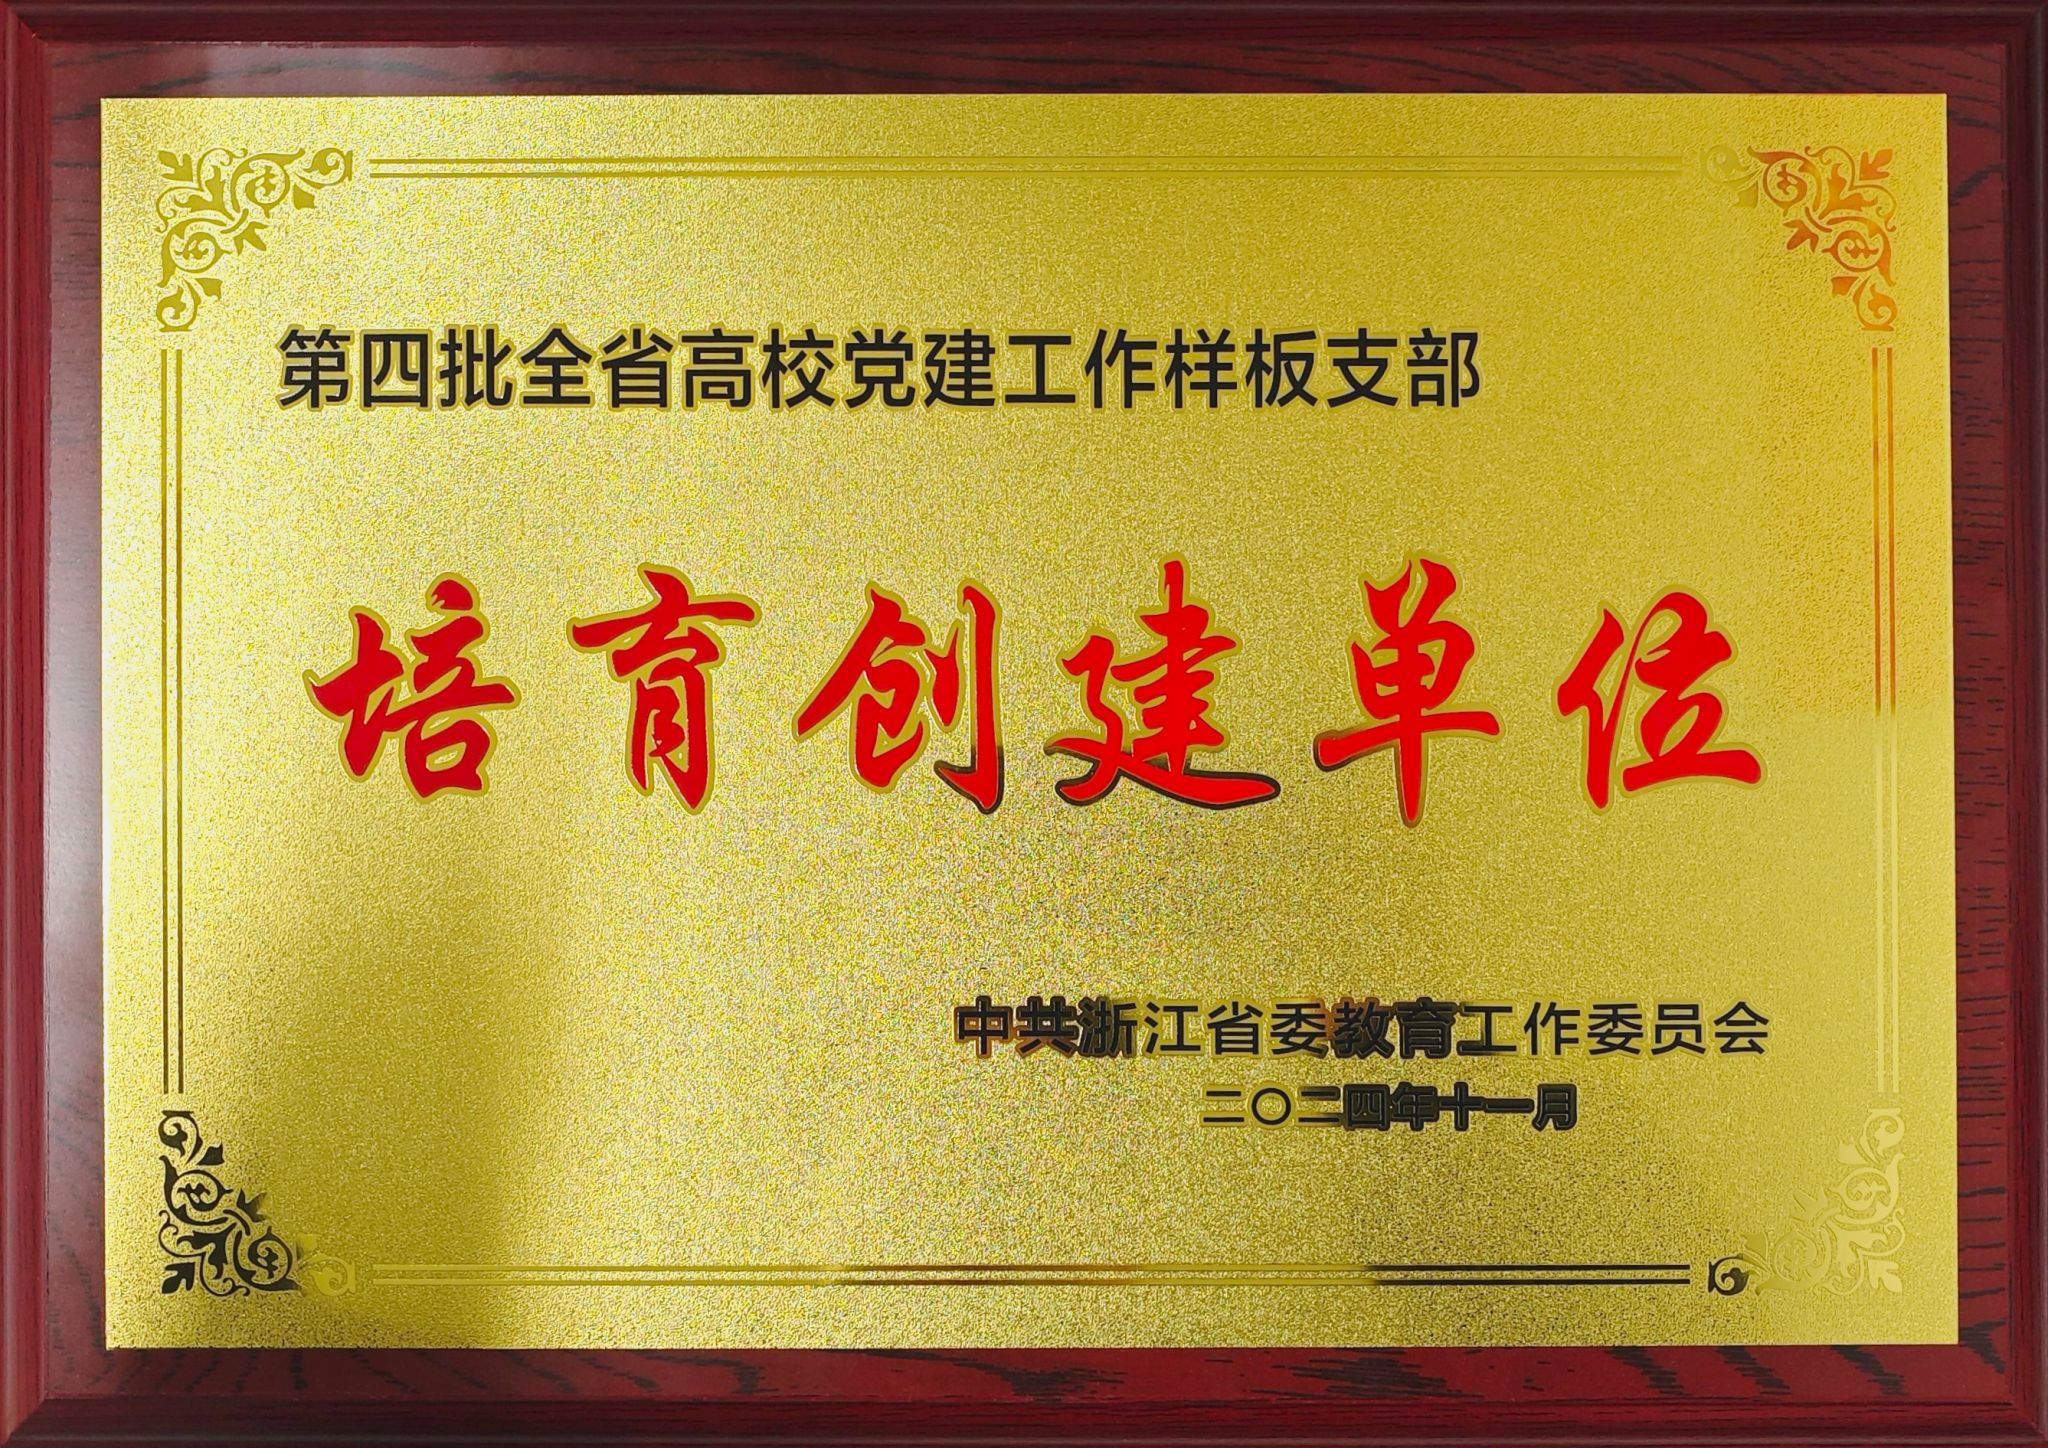 第四批全省高校党建工作样板支部
培育创建单位
中共浙江省委教育工作委员会
二〇二四年十一月